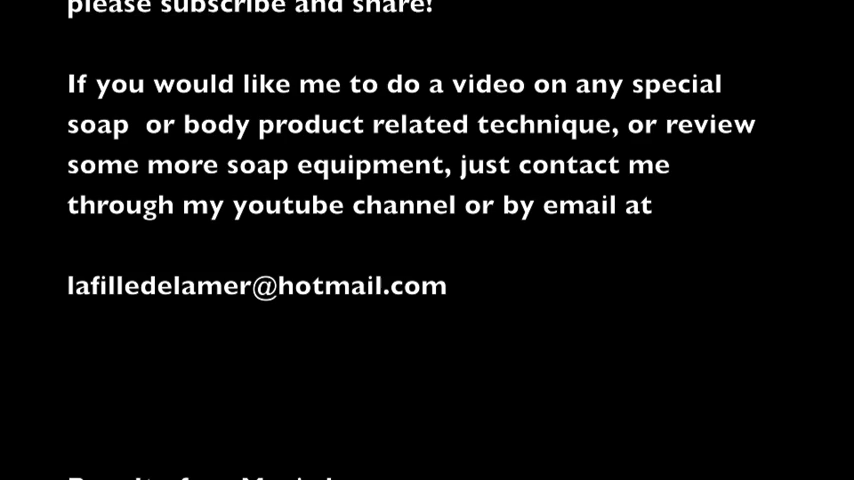 please subscribe and share!
If you would like me to do a video on any special
soap  or body product related technique, or review
some more soap equipment, just contact me
through my youtube channel or by email at
lafilledelamer@hotmail.com